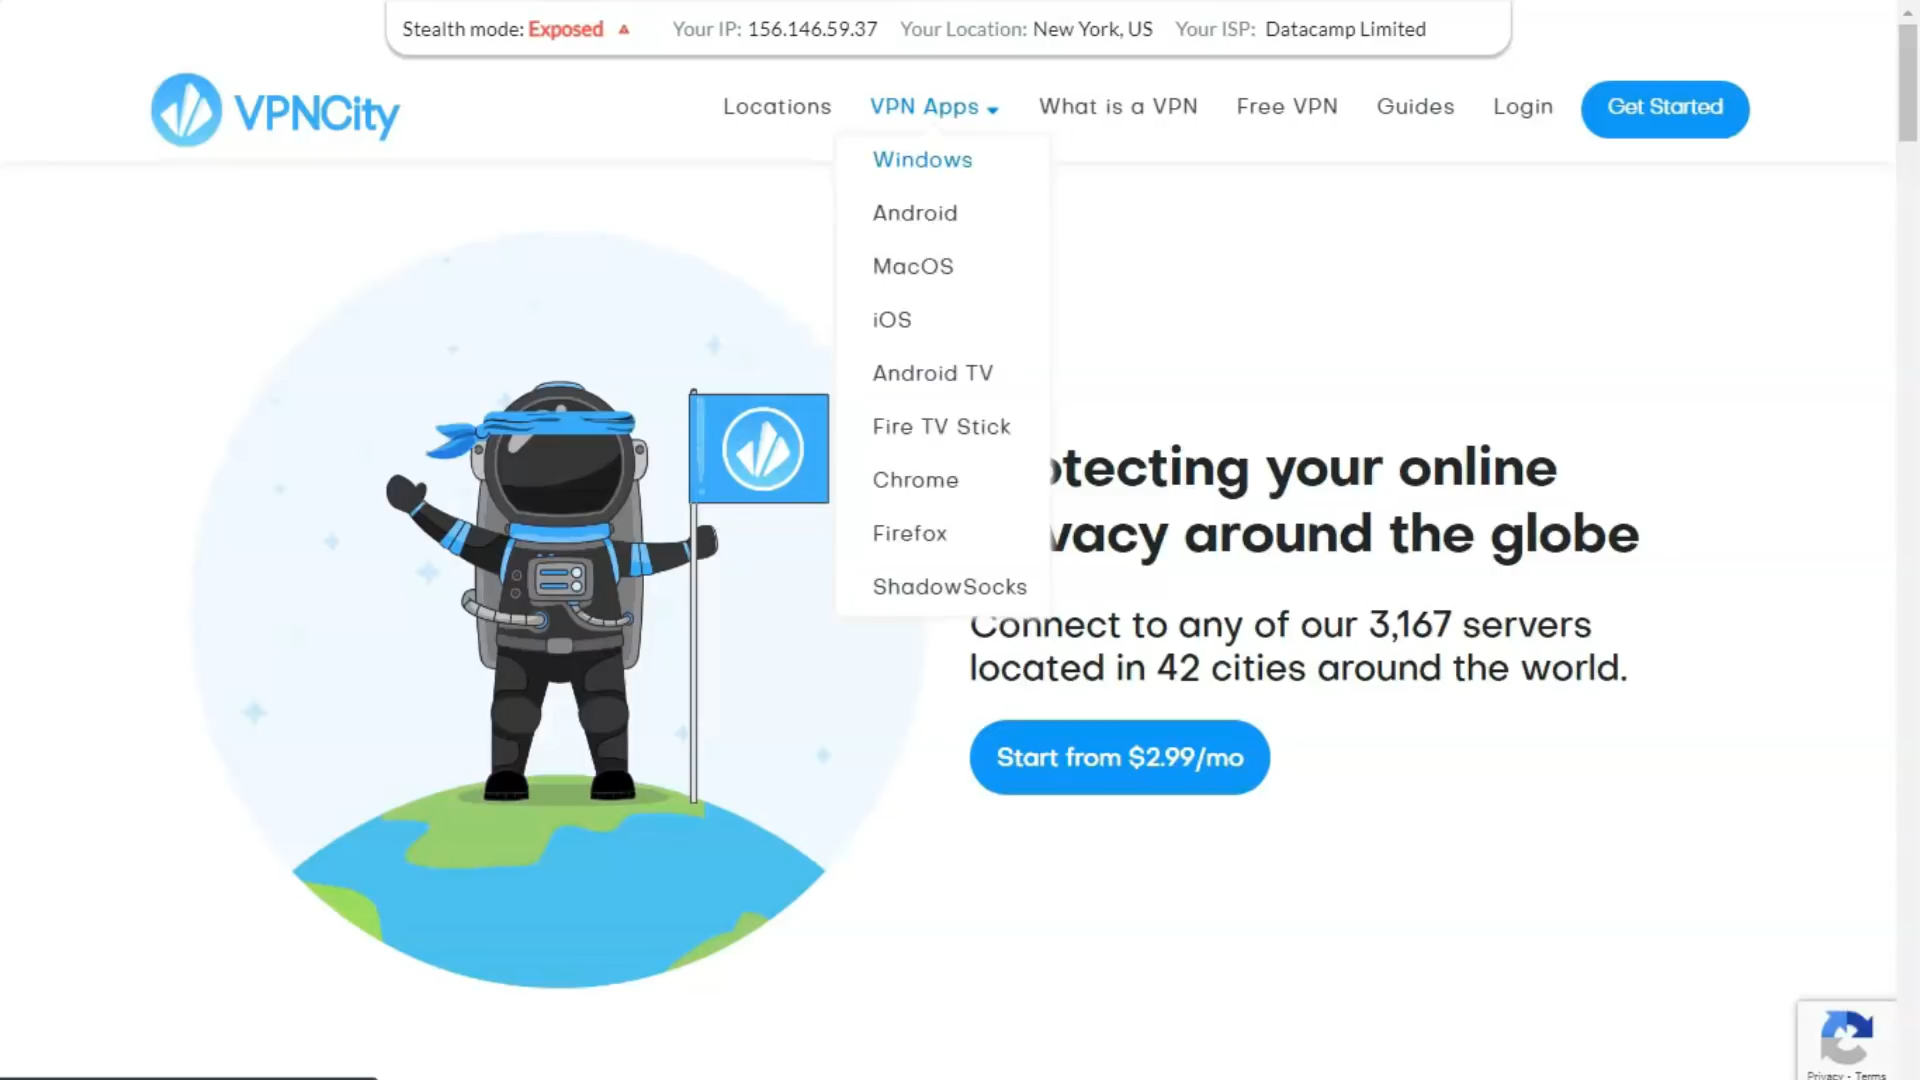 Stealth mode: Exposed Your IP: 156.146.59.37 Your Location: New York, US Your ISP: Datacamp Limited
VPNCity
Locations VPN Apps What is a VPN Free VPN Guides Login Get Started
Windows
Android
MacOS
iOS
Android TV
Fire TV Stick
Chrome
Firefox
ShadowSocks
otecting your online
vacy around the globe
Connect to any of our 3,167 servers
located in 42 cities around the world.
Start from $2.99/mo
Privacy - Terms